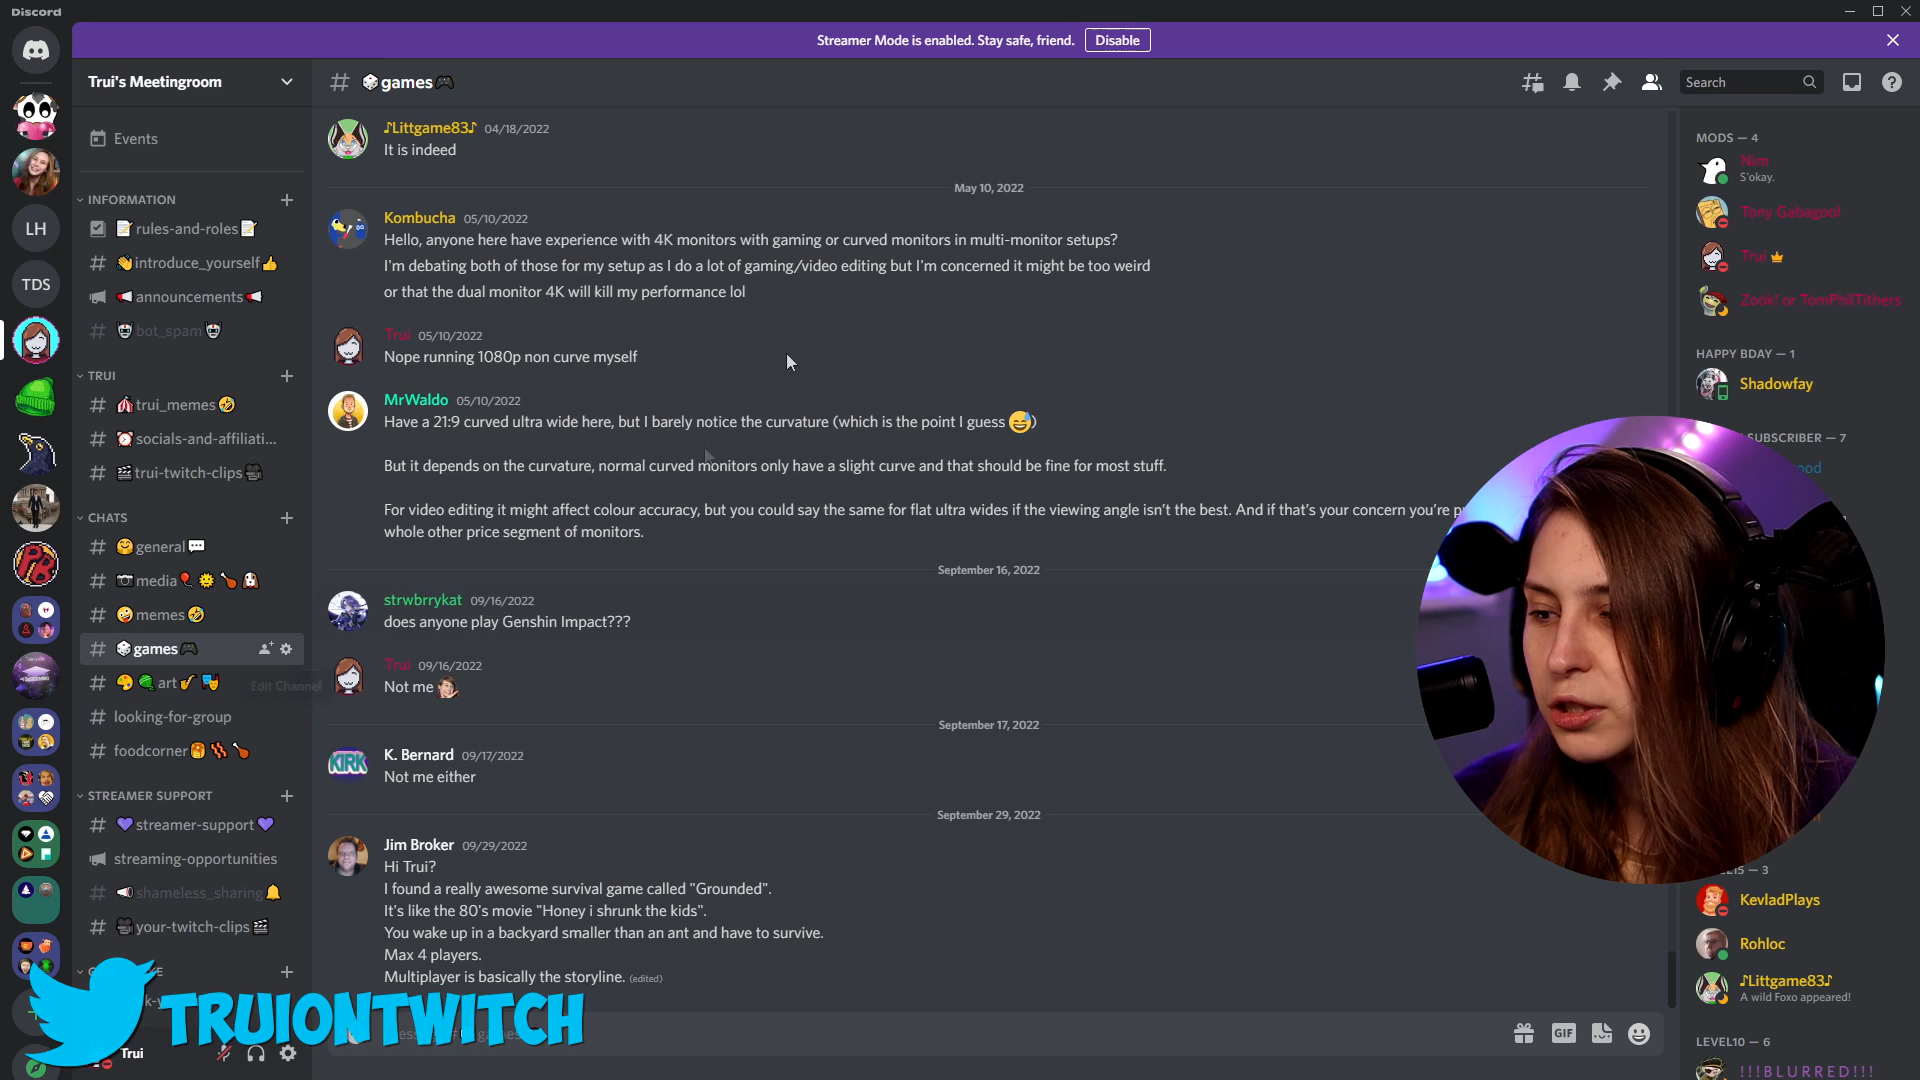 Discord
Streamer Mode is enabled. Stay safe, friend.
Disable
Trui's Meetingroom
games
Search
Events
INFORMATION
rules-and-roles
introduce_yourself
announcements
bot_spam
TRUI
trui_memes
socials-and-affiliati...
trui-twitch-clips
CHATS
general
media
memes
games
art
Edit Channel
looking-for-group
foodcorner
STREAMER SUPPORT
streamer-support
streaming-opportunities
shameless_sharing
your-twitch-clips
LH
TDS
♪Littgame83♪ 04/18/2022
It is indeed
May 10, 2022
Kombucha 05/10/2022
Hello, anyone here have experience with 4K monitors with gaming or curved monitors in multi-monitor setups?
I'm debating both of those for my setup as I do a lot of gaming/video editing but I'm concerned it might be too weird
or that the dual monitor 4K will kill my performance lol
Trui 05/10/2022
Nope running 1080p non curve myself
MrWaldo 05/10/2022
Have a 21:9 curved ultra wide here, but I barely notice the curvature (which is the point I guess 😅)
But it depends on the curvature, normal curved monitors only have a slight curve and that should be fine for most stuff.
For video editing it might affect colour accuracy, but you could say the same for flat ultra wides if the viewing angle isn't the best. And if that's your concern you're
whole other price segment of monitors.
September 16, 2022
strwbrrykat 09/16/2022
does anyone play Genshin Impact???
Trui 09/16/2022
Not me
September 17, 2022
KIRK
K. Bernard 09/17/2022
Not me either
September 29, 2022
Jim Broker 09/29/2022
Hi Trui?
I found a really awesome survival game called "Grounded".
It's like the 80's movie "Honey i shrunk the kids".
You wake up in a backyard smaller than an ant and have to survive.
Max 4 players.
Multiplayer is basically the storyline. (edited)
GIF
TRUIONTWITCH
Trui
MODS — 4
Nim
S'okay.
Tony Gabagool
Trui
Zook! or TomPhilTithers
HAPPY BDAY — 1
Shadowfay
SUBSCRIBER — 7
KevladPlays
Rohloc
♪Littgame83♪
A wild Foxo appeared!
LEVEL10 — 6
!!!BLURRED!!!